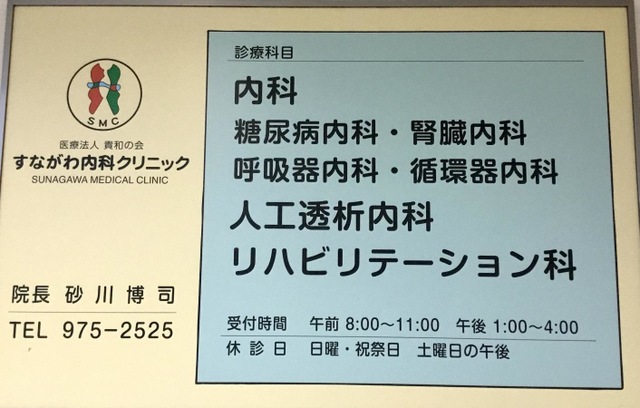 SMC
医療法人 貴和の会
すながわ内科クリニック
SUNAGAWA MEDICAL CLINIC
院長 砂川博司
TEL 975-2525
診療科目
内科
糖尿病内科・腎臓内科
呼吸器内科・循環器内科
人工透析内科
リハビリテーション科
受付時間 午前 8:00〜11:00 午後 1:00〜4:00
休診日 日曜・祝祭日 土曜日の午後